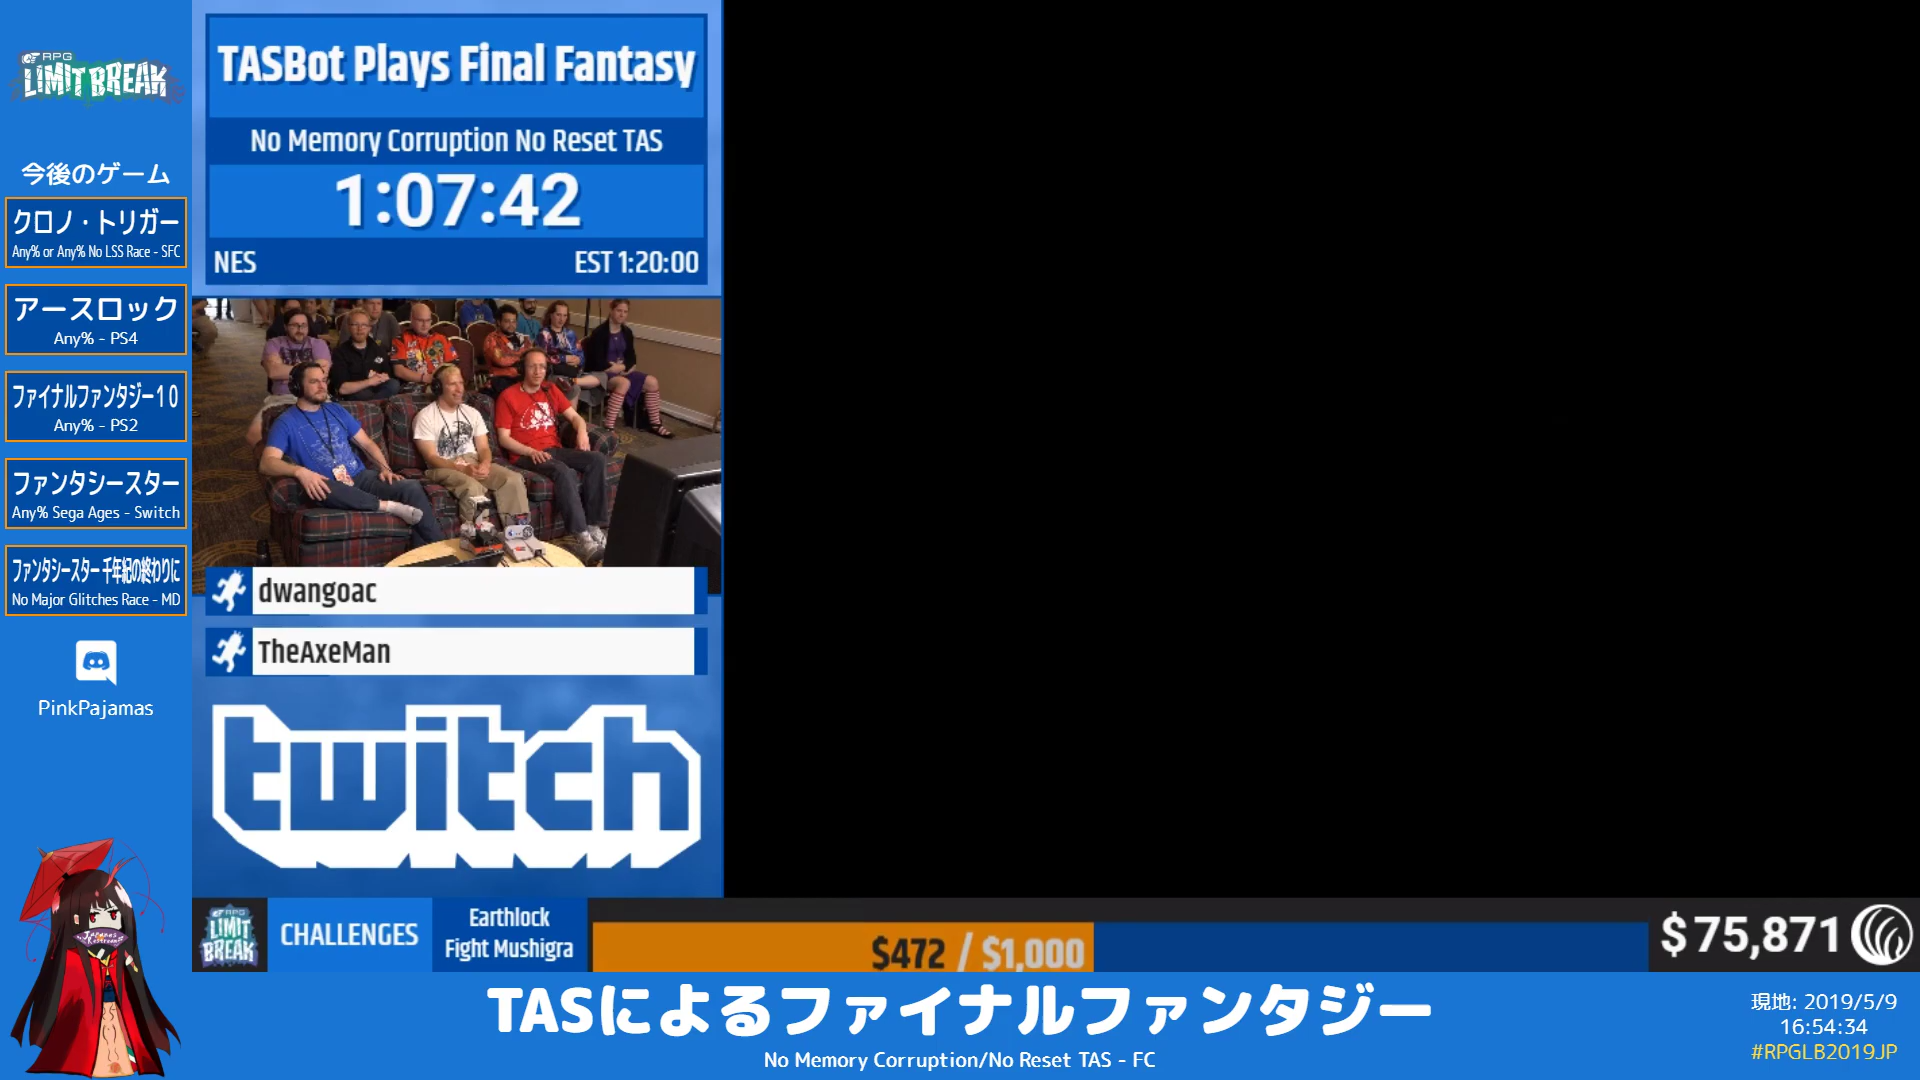 RPG
LIMIT BREAK
今後のゲーム
クロノ・トリガー
Any% or Any% No LSS Race - SFC
アースロック
Any% - PS4
ファイナルファンタジー10
Any% - PS2
ファンタシースター
Any% Sega Ages - Switch
ファンタシースター 千年紀の終わりに
No Major Glitches Race - MD
PinkPajamas
TASBot Plays Final Fantasy
No Memory Corruption No Reset TAS
1:07:42
NES
EST 1:20:00
dwangoac
TheAxeMan
twitch
RPG
LIMIT
BREAK
CHALLENGES
Earthlock
Fight Mushigra
$472 / $1,000
$75,871
TASによるファイナルファンタジー
No Memory Corruption/No Reset TAS - FC
現地: 2019/5/9
16:54:34
#RPGLB2019JP